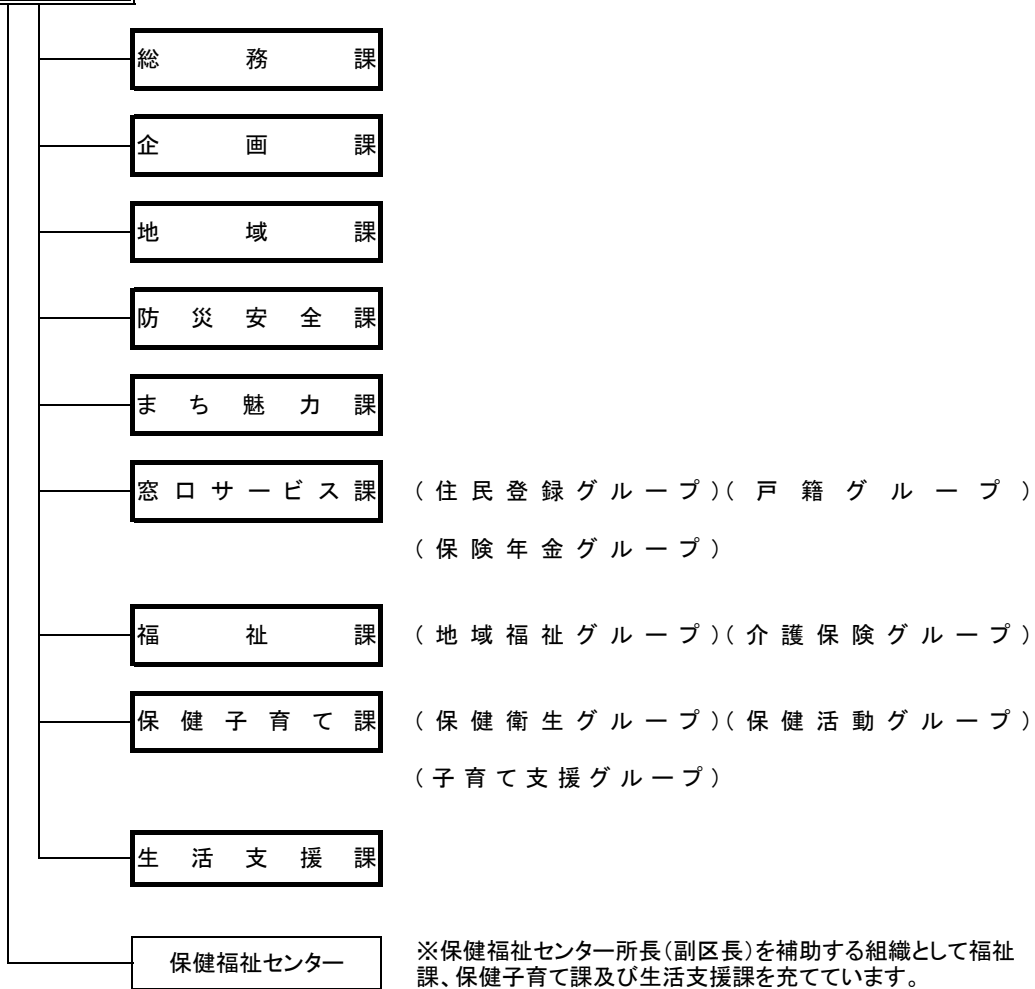 総務課
企画課
地域課
防災安全課
まち魅力課
窓口サービス課 (住民登録グループ)(戸籍グループ)
(保険年金グループ)
福祉課 (地域福祉グループ)(介護保険グループ)
保健子育て課 (保健衛生グループ)(保健活動グループ)
(子育て支援グループ)
生活支援課
保健福祉センター
※保健福祉センター所長(副区長)を補助する組織として福祉
課、保健子育て課及び生活支援課を充てています。